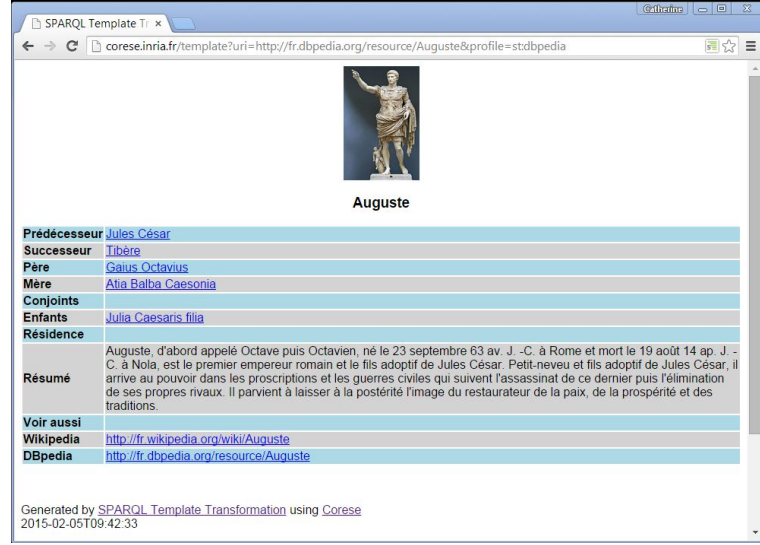 Catherine
SPARQL Template Tr
corese.inria.fr/template?uri=http://fr.dbpedia.org/resource/Auguste&profile=st:dbpedia
Auguste
Prédécesseur Jules César
Successeur Tibère
Père Gaius Octavius
Mère Atia Balba Caesonia
Conjoints
Enfants Julia Caesaris filia
Résidence
Résumé Auguste, d'abord appelé Octave puis Octavien, né le 23 septembre 63 av. J. -C. à Rome et mort le 19 août 14 ap. J. -
C. à Nola, est le premier empereur romain et le fils adoptif de Jules César. Petit-neveu et fils adoptif de Jules César, il
arrive au pouvoir dans les proscriptions et les guerres civiles qui suivent l'assassinat de ce dernier puis l'élimination
de ses propres rivaux. Il parvient à laisser à la postérité l'image du restaurateur de la paix, de la prospérité et des
traditions.
Voir aussi
Wikipedia http://fr.wikipedia.org/wiki/Auguste
DBpedia http://fr.dbpedia.org/resource/Auguste
Generated by SPARQL Template Transformation using Corese
2015-02-05T09:42:33